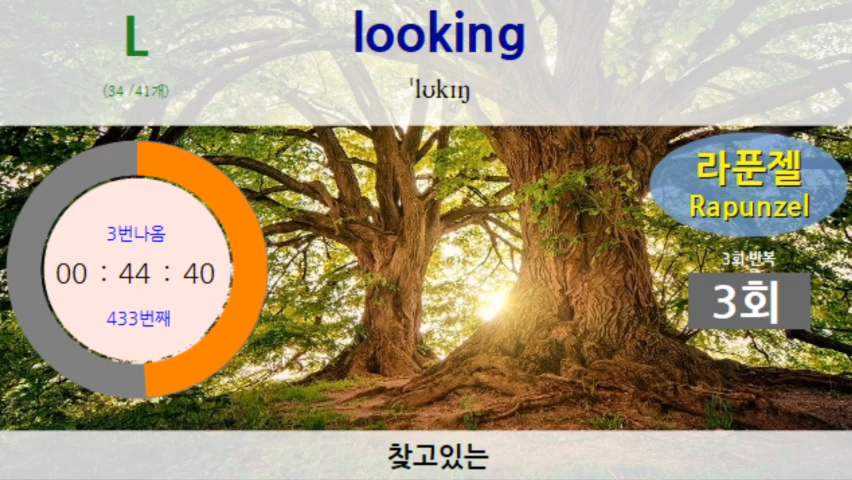 L
(34 /41개)
looking
ˈlʊkɪŋ
3번나옴
00 : 44 : 40
433번째
라푼젤
Rapunzel
3회 반복
3회
찾고있는